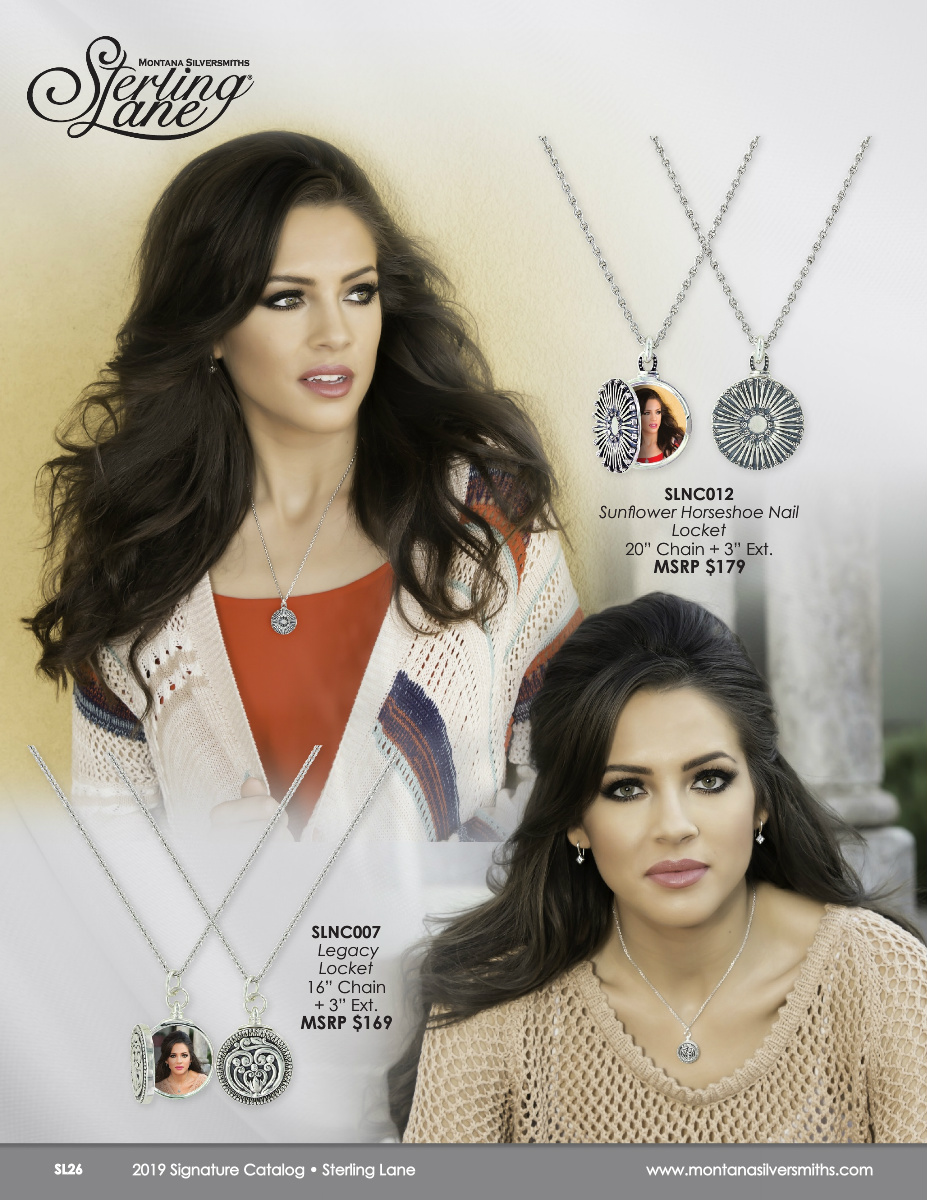 Montana Silversmiths
Sterling
Lane®
SLNC012
Sunflower Horseshoe Nail
Locket
20” Chain + 3” Ext.
MSRP $179
SLNC007
Legacy
Locket
16” Chain
+ 3” Ext.
MSRP $169
SL26 2019 Signature Catalog • Sterling Lane www.montanasilversmiths.com